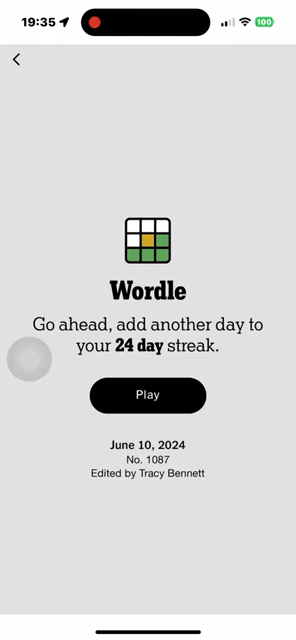 19:35
100
Wordle
Go ahead, add another day to
your 24 day streak.
Play
June 10, 2024
No. 1087
Edited by Tracy Bennett